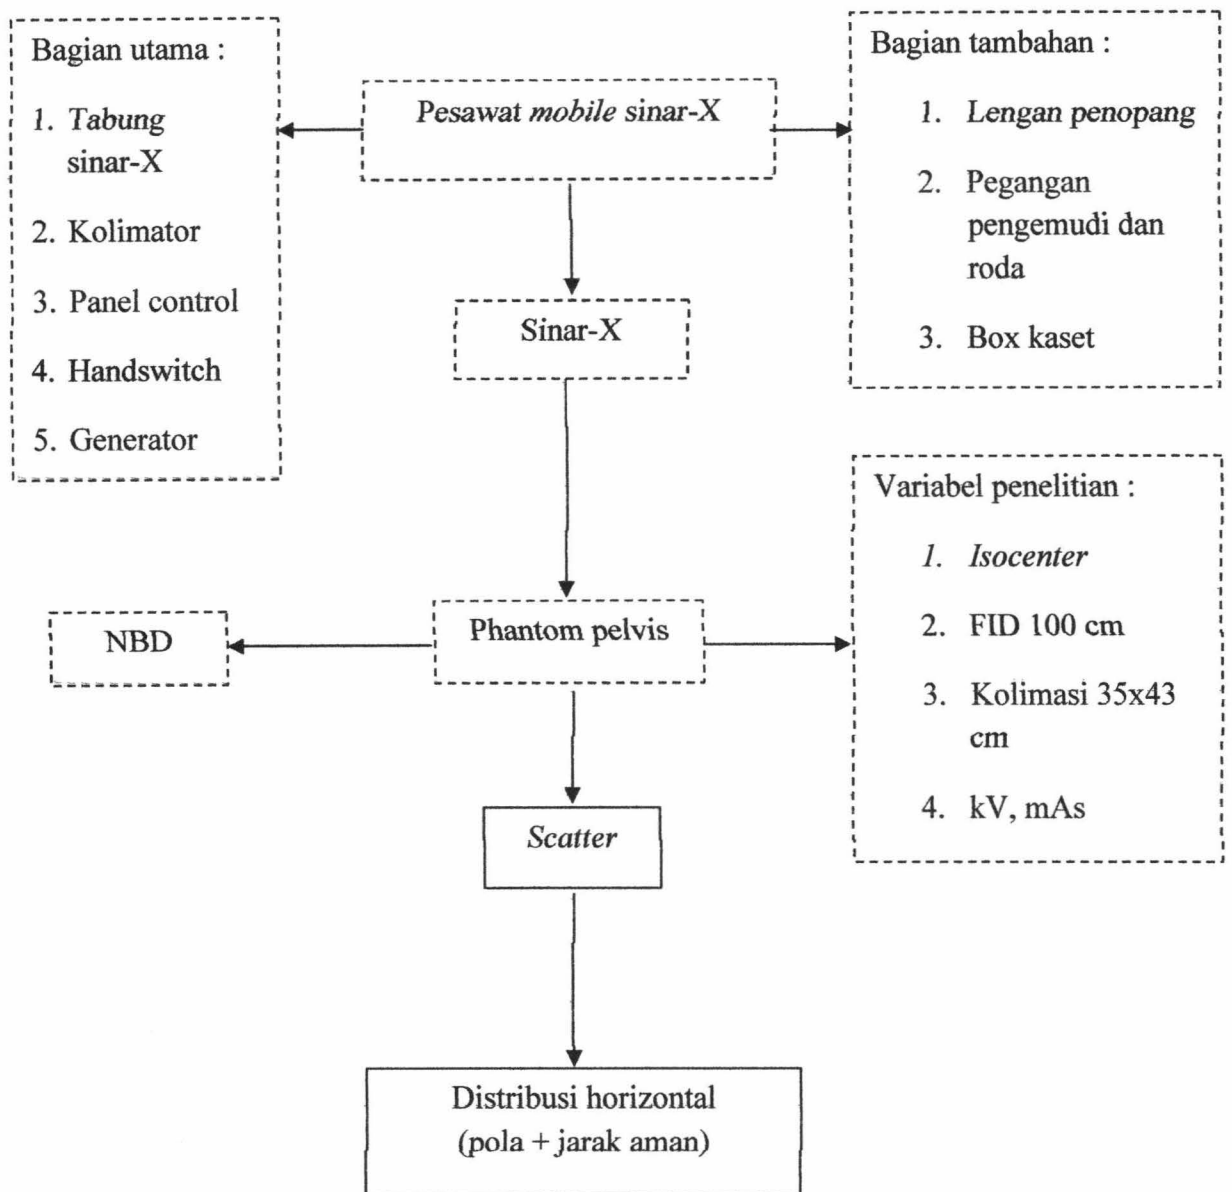 Bagian utama :
1. Tabung
sinar-X
2. Kolimator
3. Panel control
4. Handswitch
5. Generator
Pesawat mobile sinar-X
Bagian tambahan :
1. Lengan penopang
2. Pegangan
pengemudi dan
roda
3. Box kaset
Sinar-X
Variabel penelitian :
1. Isocenter
2. FID 100 cm
3. Kolimasi 35x43
cm
4. kV, mAs
NBD
Phantom pelvis
Scatter
Distribusi horizontal
(pola + jarak aman)